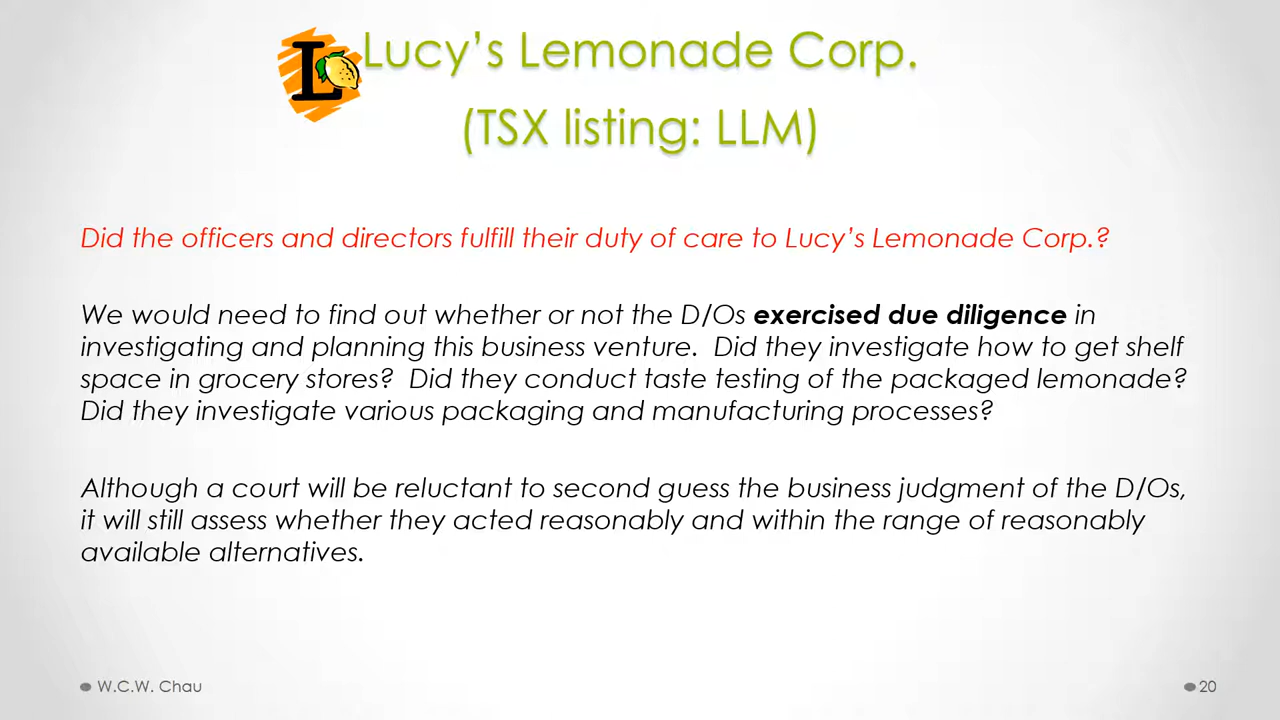 L
Lucy's Lemonade Corp.
(TSX listing: LLM)
Did the officers and directors fulfill their duty of care to Lucy's Lemonade Corp.?
We would need to find out whether or not the D/Os exercised due diligence in
investigating and planning this business venture.  Did they investigate how to get shelf
space in grocery stores?  Did they conduct taste testing of the packaged lemonade?
Did they investigate various packaging and manufacturing processes?
Although a court will be reluctant to second guess the business judgment of the D/Os,
it will still assess whether they acted reasonably and within the range of reasonably
available alternatives.
W.C.W. Chau
20